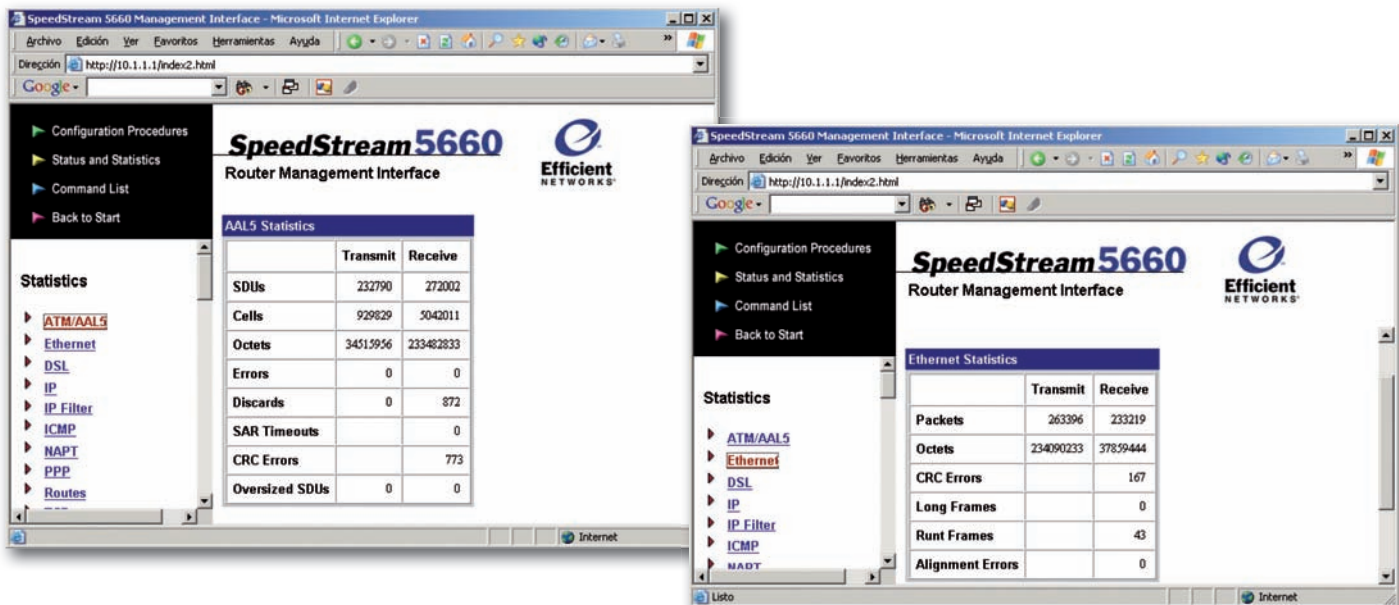 SpeedStream 5660 Management Interface - Microsoft Internet Explorer
Archivo Edición Ver Favoritos Herramientas Ayuda »
Dirección http://10.1.1.1/index2.html
Google
Configuration Procedures
Status and Statistics
Command List
Back to Start
SpeedStream 5660
Router Management Interface
Efficient
NETWORKS
Statistics
ATM/AAL5
Ethernet
DSL
IP
IP Filter
ICMP
NAPT
PPP
Routes
AAL5 Statistics
Transmit Receive
SDUs 232790 272002
Cells 929829 5042011
Octets 34515956 233482833
Errors 0 0
Discards 0 872
SAR Timeouts 0
CRC Errors 773
Oversized SDUs 0 0
Internet
SpeedStream 5660 Management Interface - Microsoft Internet Explorer
Archivo Edición Ver Favoritos Herramientas Ayuda »
Dirección http://10.1.1.1/index2.html
Google
Configuration Procedures
Status and Statistics
Command List
Back to Start
SpeedStream 5660
Router Management Interface
Efficient
NETWORKS
Statistics
ATM/AAL5
Ethernet
DSL
IP
IP Filter
ICMP
NAPT
Ethernet Statistics
Transmit Receive
Packets 263396 233219
Octets 234090233 37859444
CRC Errors 167
Long Frames 0
Runt Frames 43
Alignment Errors 0
Listo
Internet